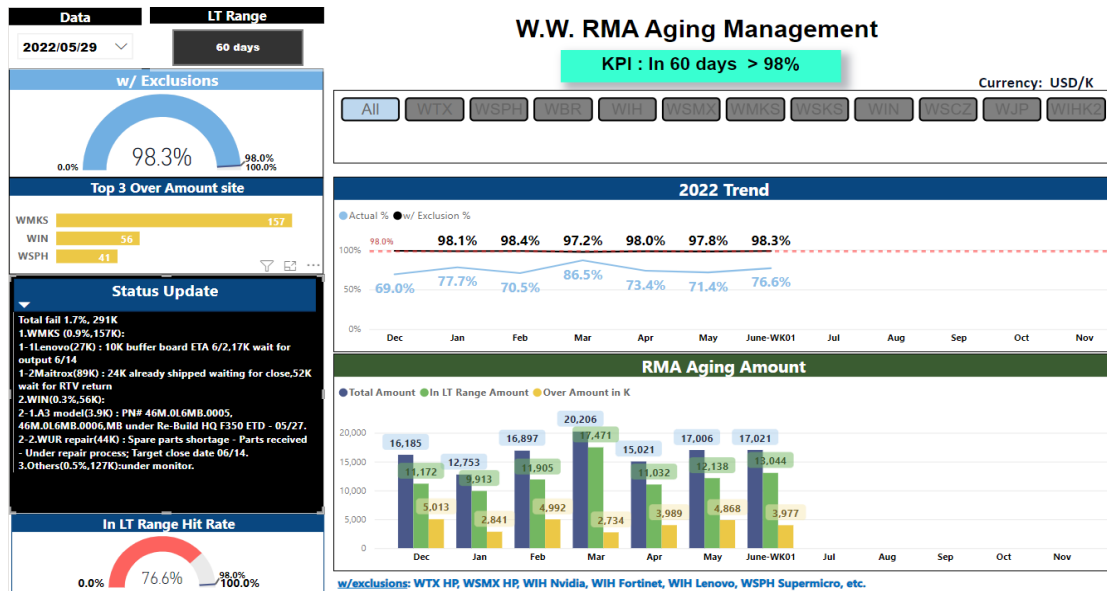 Data
LT Range
2022/05/29
60 days
W.W. RMA Aging Management
KPI : In 60 days > 98%
Currency: USD/K
All WTX WSPH WBR WIH WSMX WMKS WSKS WIN WSCZ WJP WIHK2
w/ Exclusions
98.3%
0.0%
98.0%
100.0%
Top 3 Over Amount site
WMKS 157
WIN 56
WSPH 41
Status Update
Total fail 1.7%, 291K
1.WMKS (0.9%,157K):
1-1Lenovo(27K) : 10K buffer board ETA 6/2,17K wait for
output 6/14
1-2Maitrox(89K) : 24K already shipped waiting for close,52K
wait for RTV return
2.WIN(0.3%,56K):
2-1.A3 model(3.9K) : PN# 46M.0L6MB.0005,
46M.0L6MB.0006,MB under Re-Build HQ F350 ETD - 05/27.
2-2.WUR repair(44K) : Spare parts shortage - Parts received
- Under repair process; Target close date 06/14.
3.Others(0.5%,127K):under monitor.
In LT Range Hit Rate
76.6%
0.0%
98.0%
100.0%
2022 Trend
Actual % w/ Exclusion %
98.0% 98.1% 98.4% 97.2% 98.0% 97.8% 98.3%
100%
69.0% 77.7% 70.5% 86.5% 73.4% 71.4% 76.6%
50%
0%
Dec Jan Feb Mar Apr May June-WK01 Jul Aug Sep Oct Nov
RMA Aging Amount
Total Amount In LT Range Amount Over Amount in K
20,000
15,000
10,000
5,000
0
16,185 12,753 16,897 20,206 15,021 17,006 17,021
11,172 9,913 11,905 17,471 11,032 12,138 13,044
5,013 2,841 4,992 2,734 3,989 4,868 3,977
Dec Jan Feb Mar Apr May June-WK01 Jul Aug Sep Oct Nov
w/exclusions: WTX HP, WSMX HP, WIH Nvidia, WIH Fortinet, WIH Lenovo, WSPH Supermicro, etc.